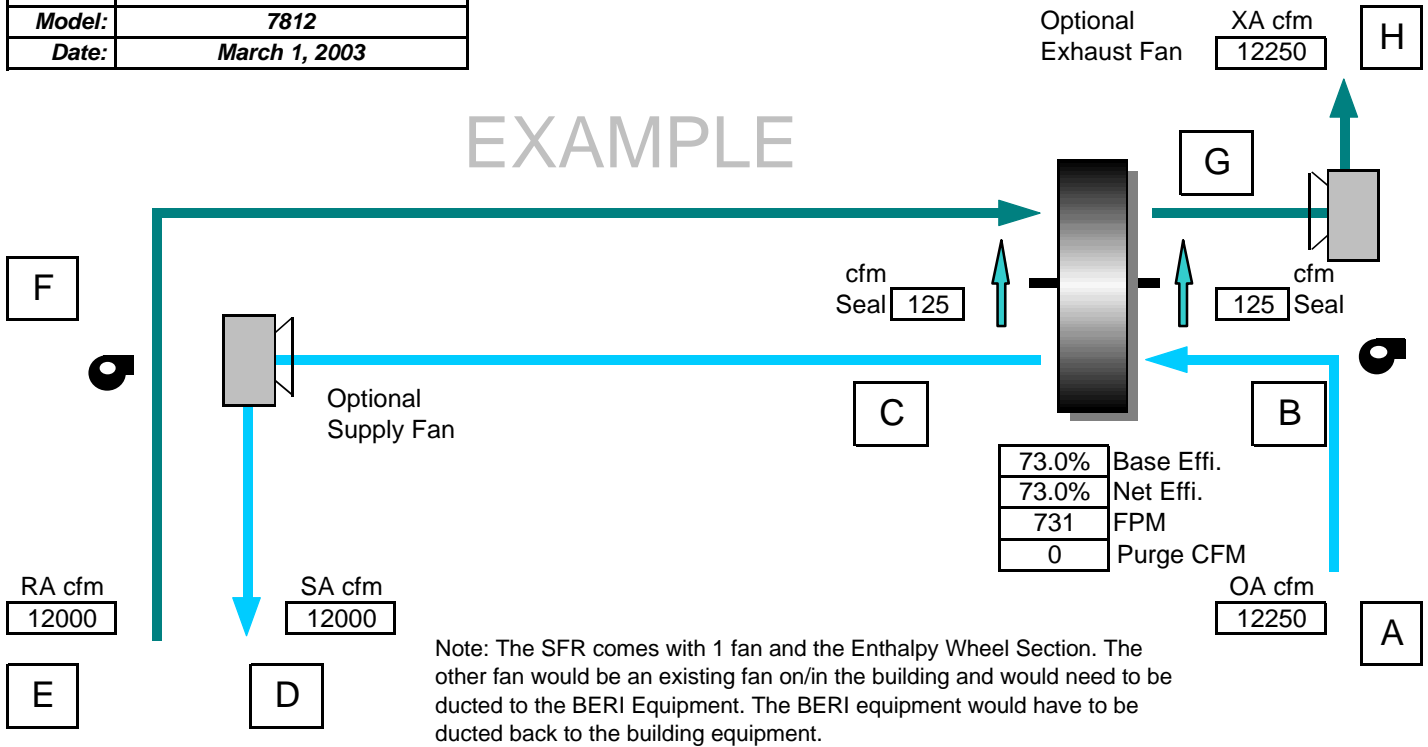 Model: 7812
Date: March 1, 2003
Optional
Exhaust Fan
XA cfm
12250
H
EXAMPLE
G
F
cfm
Seal 125
cfm
125 Seal
Optional
Supply Fan
C
B
73.0% Base Effi.
73.0% Net Effi.
731 FPM
0 Purge CFM
RA cfm
12000
SA cfm
12000
OA cfm
12250
A
E
D
Note: The SFR comes with 1 fan and the Enthalpy Wheel Section. The
other fan would be an existing fan on/in the building and would need to be
ducted to the BERI Equipment. The BERI equipment would have to be
ducted back to the building equipment.